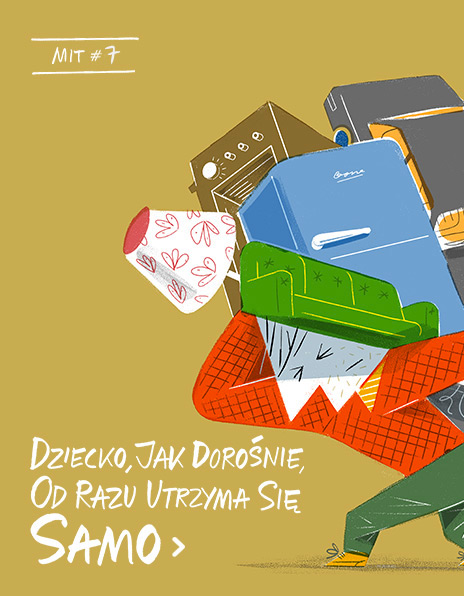 MIT #7
DZIECKO, JAK DOROŚNIE,
OD RAZU UTRZYMA SIĘ
SAMO >